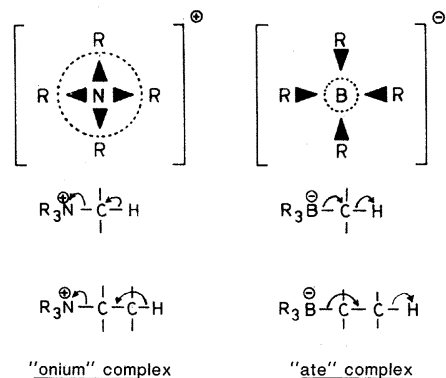 R R ⊕ R ⊖
R N R R B R
R R
⊕ ⊖
R₃N – C – H R₃B – C – H
⊕ ⊖
R₃N – C – C – H R₃B – C – C – H
"onium" complex "ate" complex